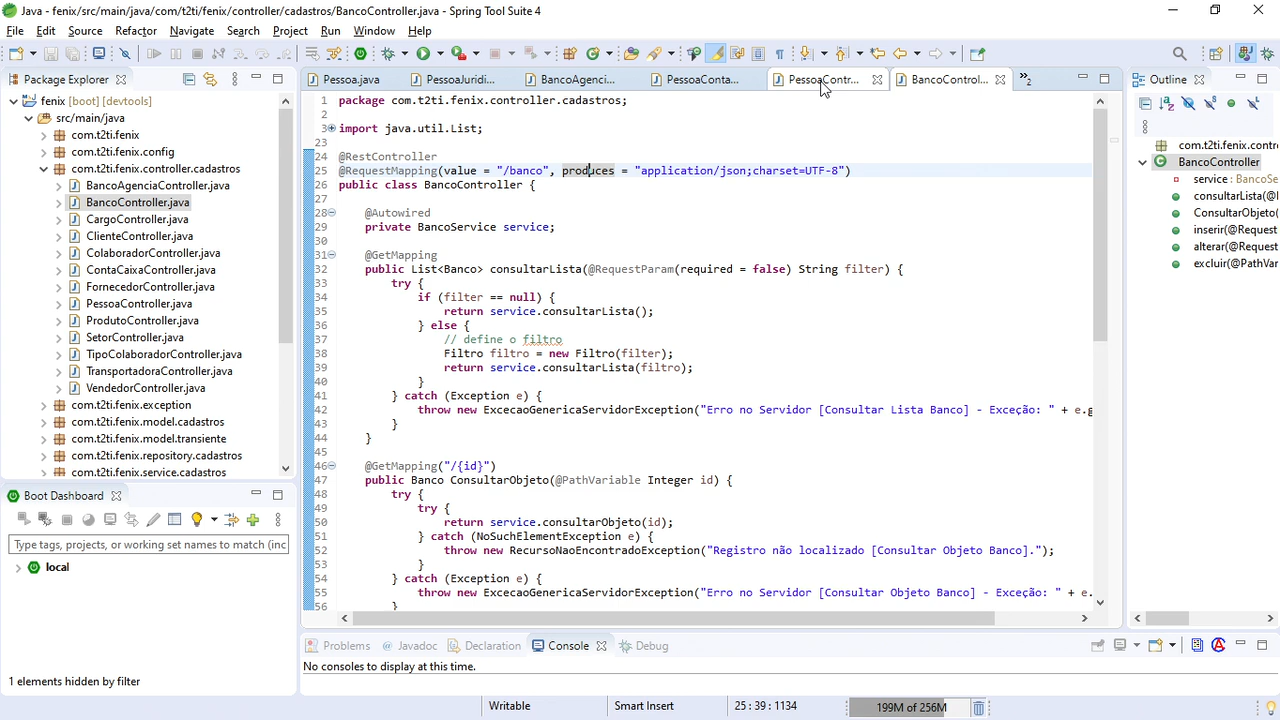 Java - fenix/src/main/java/com/t2ti/fenix/controller/cadastros/BancoController.java - Spring Tool Suite 4
File Edit Source Refactor Navigate Search Project Run Window Help
Package Explorer
fenix [boot] [devtools]
src/main/java
com.t2ti.fenix
com.t2ti.fenix.config
com.t2ti.fenix.controller.cadastros
BancoAgenciaController.java
BancoController.java
CargoController.java
ClienteController.java
ColaboradorController.java
ContaCaixaController.java
FornecedorController.java
PessoaController.java
ProdutoController.java
SetorController.java
TipoColaboradorController.java
TransportadoraController.java
VendedorController.java
com.t2ti.fenix.exception
com.t2ti.fenix.model.cadastros
com.t2ti.fenix.model.transiente
com.t2ti.fenix.repository.cadastros
com.t2ti.fenix.service.cadastros
Boot Dashboard
Type tags, projects, or working set names to match (inc
local
1 elements hidden by filter
Pessoa.java PessoaJuridi... BancoAgenci... PessoaConta... PessoaContr... BancoControl... »2
1 package com.t2ti.fenix.controller.cadastros;
2
3 import java.util.List;
23
24 @RestController
25 @RequestMapping(value = "/banco", produces = "application/json;charset=UTF-8")
26 public class BancoController {
27
28 @Autowired
29 private BancoService service;
30
31 @GetMapping
32 public List<Banco> consultarLista(@RequestParam(required = false) String filter) {
33 try {
34 if (filter == null) {
35 return service.consultarLista();
36 } else {
37 // define o filtro
38 Filtro filtro = new Filtro(filter);
39 return service.consultarLista(filtro);
40 }
41 } catch (Exception e) {
42 throw new ExcecaoGenericaServidorException("Erro no Servidor [Consultar Lista Banco] - Exceção: " + e.g
43 }
44 }
45
46 @GetMapping("/{id}")
47 public Banco ConsultarObjeto(@PathVariable Integer id) {
48 try {
49 try {
50 return service.consultarObjeto(id);
51 } catch (NoSuchElementException e) {
52 throw new RecursoNaoEncontradoException("Registro não localizado [Consultar Objeto Banco].");
53 }
54 } catch (Exception e) {
55 throw new ExcecaoGenericaServidorException("Erro no Servidor [Consultar Objeto Banco] - Exceção: " + e.
56 }
Outline
com.t2ti.fenix.contr
BancoController
service : BancoSe
consultarLista(@I
ConsultarObjeto(
inserir(@Request
alterar(@Request
excluir(@PathVar
Problems @ Javadoc Declaration Console Debug
No consoles to display at this time.
Writable Smart Insert 25 : 39 : 1134 199M of 256M